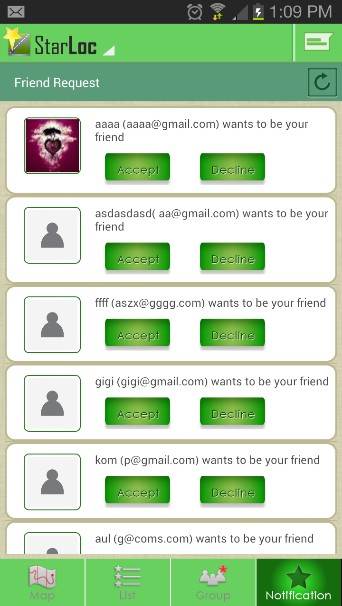 1:09 PM
StarLoc
Friend Request
aaaa (aaaa@gmail.com) wants to be your
friend
Accept Decline
asdasdasd( aa@gmail.com) wants to be your
friend
Accept Decline
ffff (aszx@gggg.com) wants to be your friend
Accept Decline
gigi (gigi@gmail.com) wants to be your friend
Accept Decline
kom (p@gmail.com) wants to be your friend
Accept Decline
aul (g@coms.com) wants to be your friend
Map List Group Notification